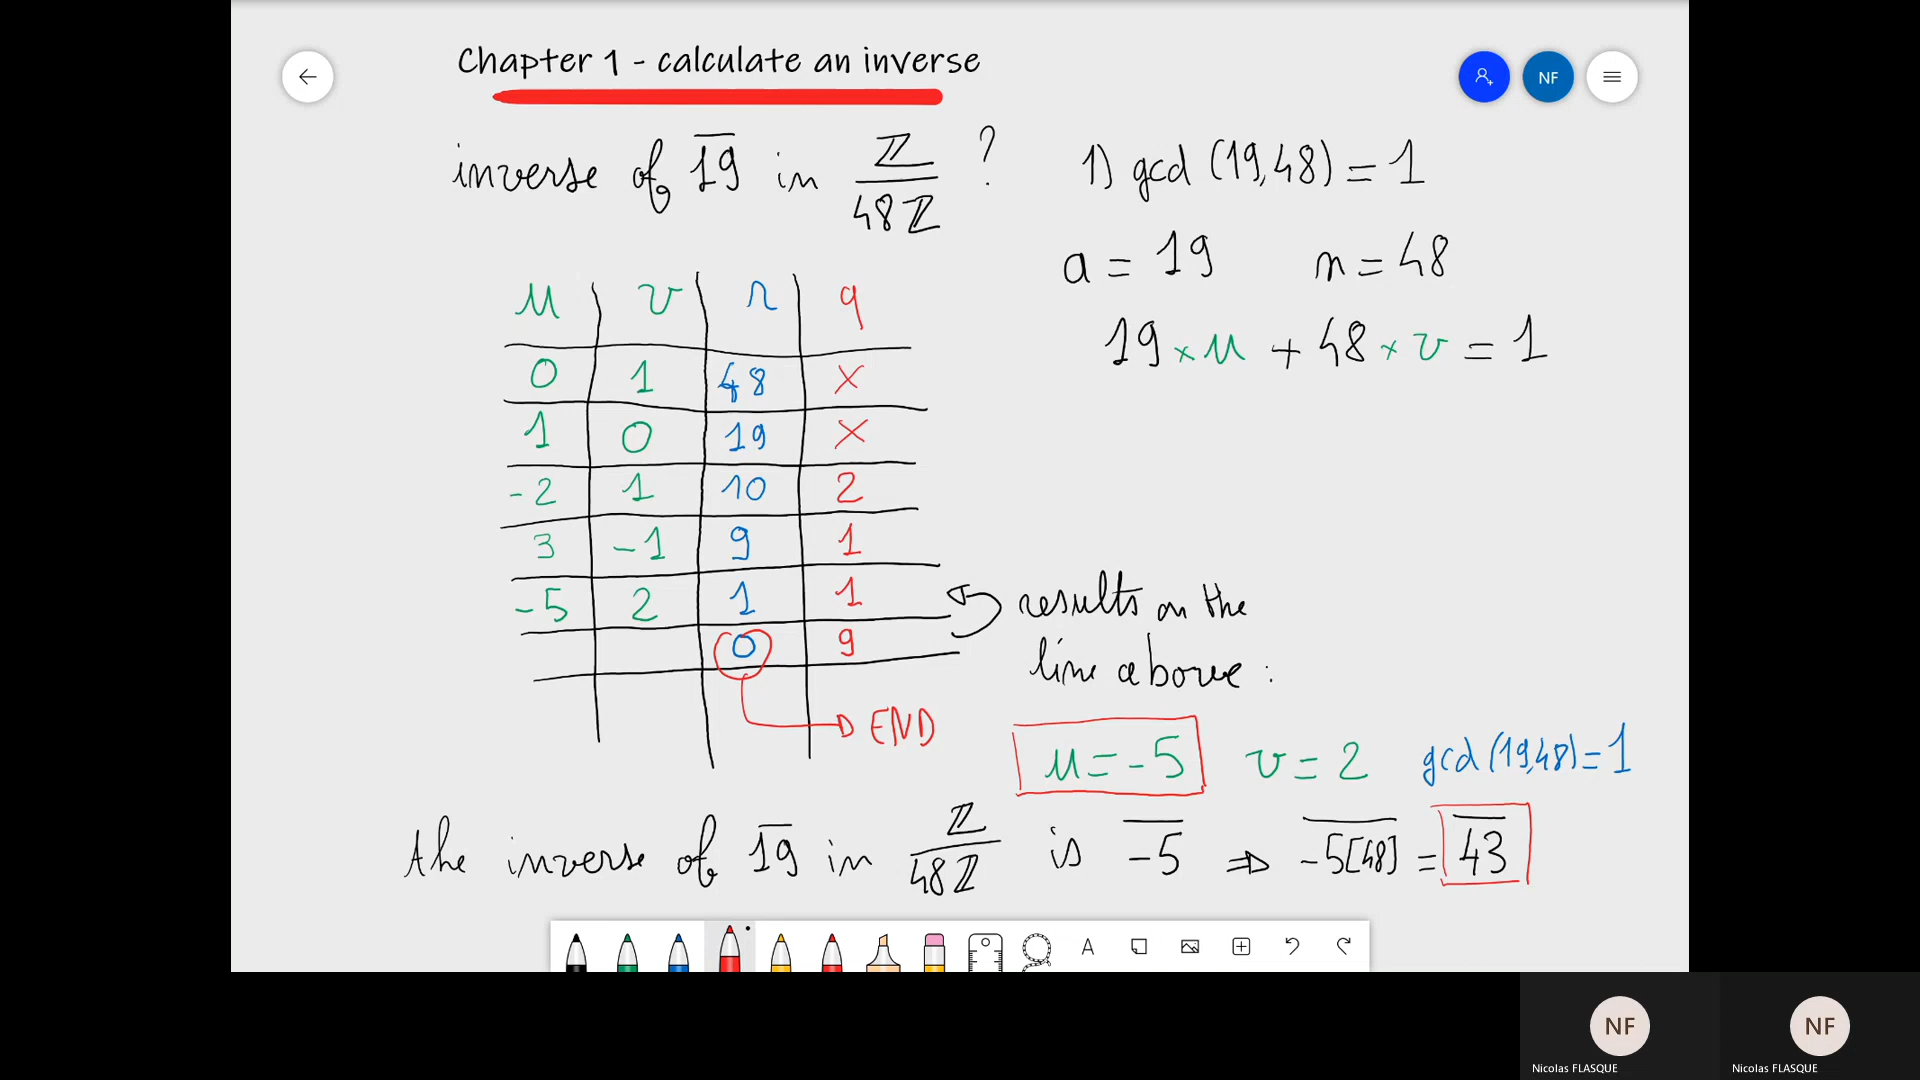 Chapter 1 - calculate an inverse
NF
inverse of 19̅ in ℤ/48ℤ ?
1) gcd (19,48) = 1
a = 19 n = 48
19 × u + 48 × v = 1
u v r q
0 1 48 ×
1 0 19 ×
-2 1 10 2
3 -1 9 1
-5 2 1 1
0 9
END
results on the
line above :
u = -5 v = 2 gcd (19,48) = 1
the inverse of 19̅ in ℤ/48ℤ is -5̅ ⇒ -5[48]̅ = 43̅
A
NF NF
Nicolas FLASQUE Nicolas FLASQUE